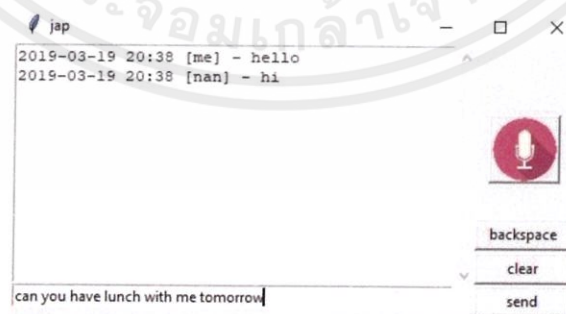 jap
2019-03-19 20:38 [me] - hello
2019-03-19 20:38 [nan] - hi
backspace
clear
can you have lunch with me tomorrow
send